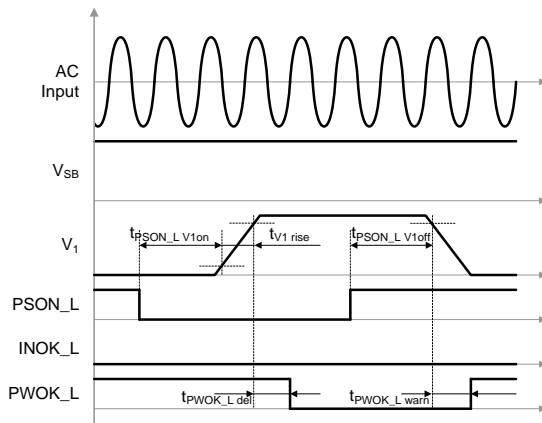 AC
Input
VSB
V1
tPSON_L V1on
tV1 rise
tPSON_L V1off
PSON_L
INOK_L
PWOK_L
tPWOK_L del
tPWOK_L warn